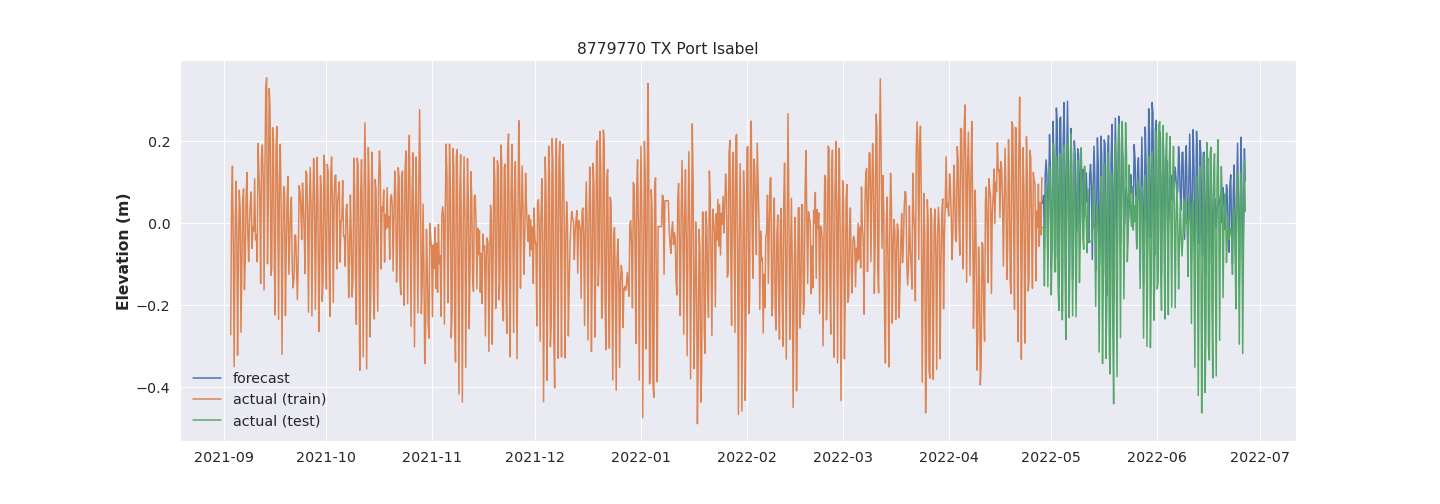 8779770 TX Port Isabel
Elevation (m)
0.2
0.0
−0.2
−0.4
forecast
actual (train)
actual (test)
2021-09 2021-10 2021-11 2021-12 2022-01 2022-02 2022-03 2022-04 2022-05 2022-06 2022-07